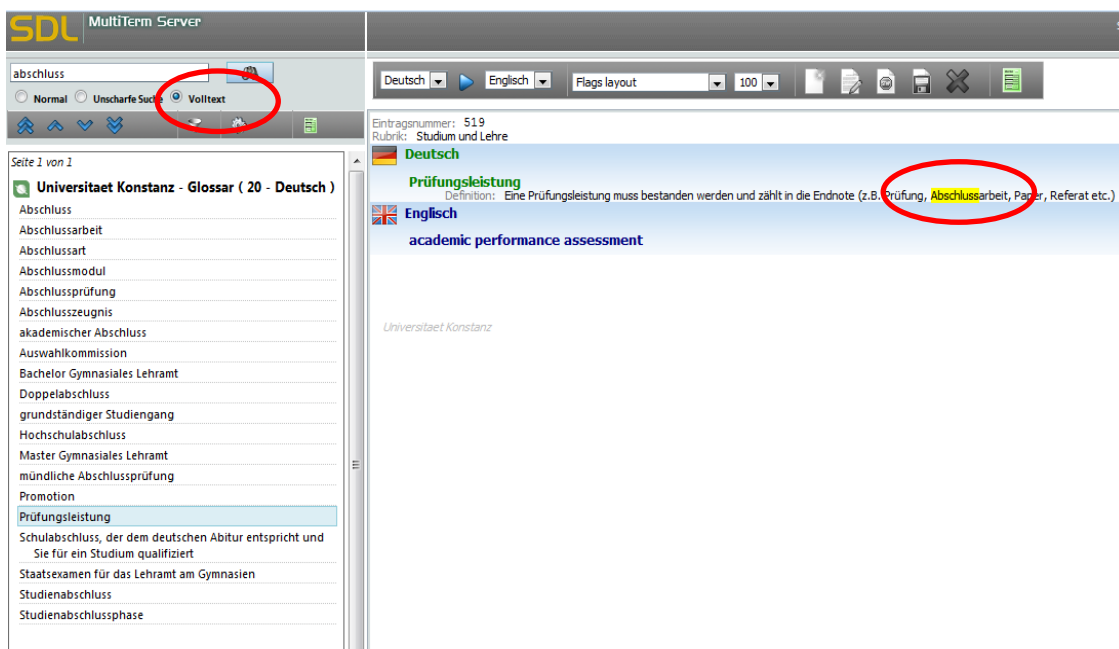 SDL MultiTerm Server
abschluss
Normal Unscharfe Suche Volltext
Seite 1 von 1
Universitaet Konstanz - Glossar ( 20 - Deutsch )
Abschluss
Abschlussarbeit
Abschlussart
Abschlussmodul
Abschlussprüfung
Abschlusszeugnis
akademischer Abschluss
Auswahlkommission
Bachelor Gymnasiales Lehramt
Doppelabschluss
grundständiger Studiengang
Hochschulabschluss
Master Gymnasiales Lehramt
mündliche Abschlussprüfung
Promotion
Prüfungsleistung
Schulabschluss, der dem deutschen Abitur entspricht und
Sie für ein Studium qualifiziert
Staatsexamen für das Lehramt am Gymnasien
Studienabschluss
Studienabschlussphase
Deutsch Englisch Flags layout 100
Eintragsnummer: 519
Rubrik: Studium und Lehre
Deutsch
Prüfungsleistung
Definition: Eine Prüfungsleistung muss bestanden werden und zählt in die Endnote (z.B. Prüfung, Abschlussarbeit, Paper, Referat etc.)
Englisch
academic performance assessment
Universitaet Konstanz